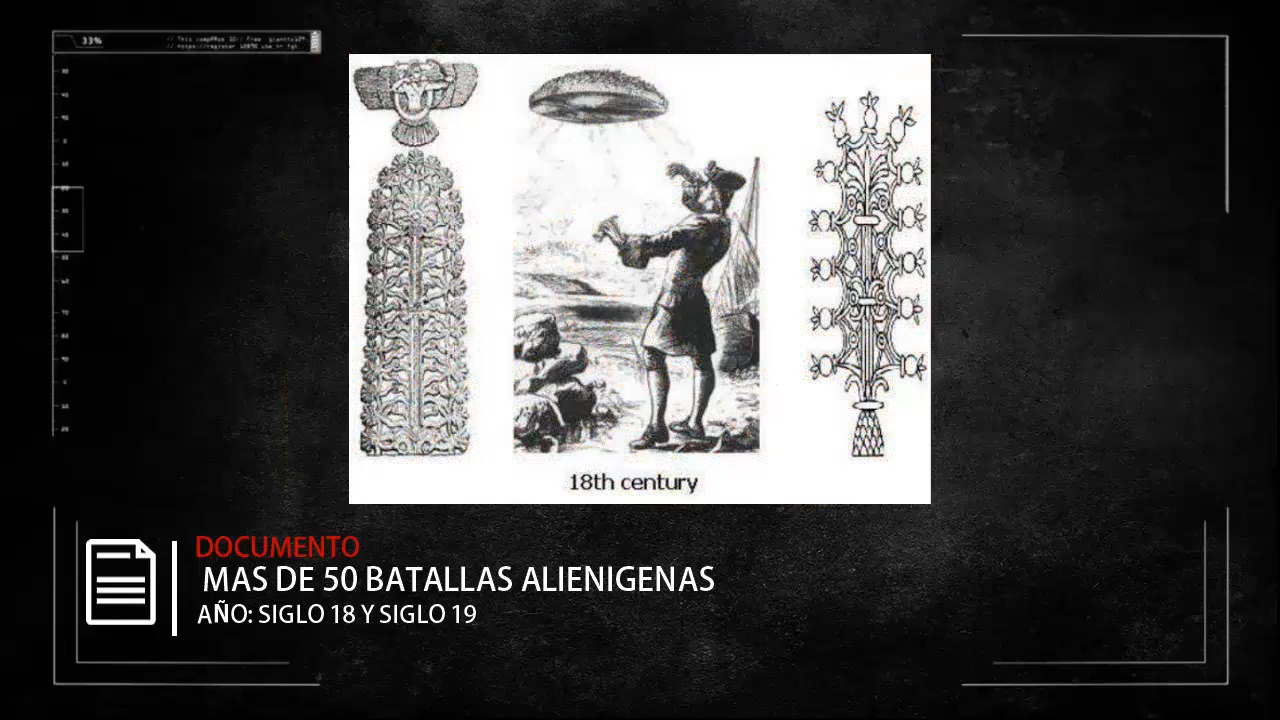 33%
18th century
DOCUMENTO
MAS DE 50 BATALLAS ALIENIGENAS
AÑO: SIGLO 18 Y SIGLO 19